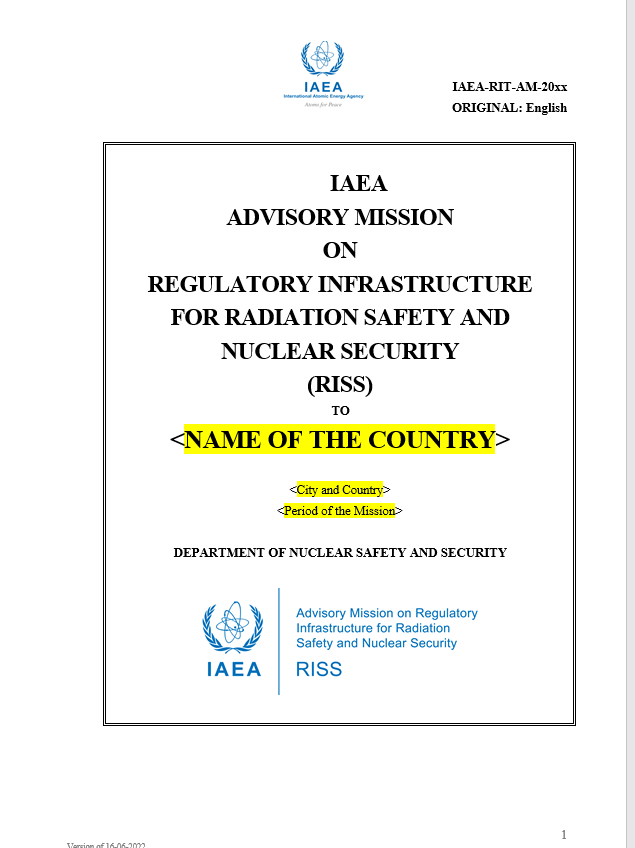 IAEA
International Atomic Energy Agency
Atoms for Peace
IAEA-RIT-AM-20xx
ORIGINAL: English
IAEA
ADVISORY MISSION
ON
REGULATORY INFRASTRUCTURE
FOR RADIATION SAFETY AND
NUCLEAR SECURITY
(RISS)
TO
<NAME OF THE COUNTRY>
<City and Country>
<Period of the Mission>
DEPARTMENT OF NUCLEAR SAFETY AND SECURITY
Advisory Mission on Regulatory
Infrastructure for Radiation
Safety and Nuclear Security
IAEA RISS
1
Version of 16-06-2022